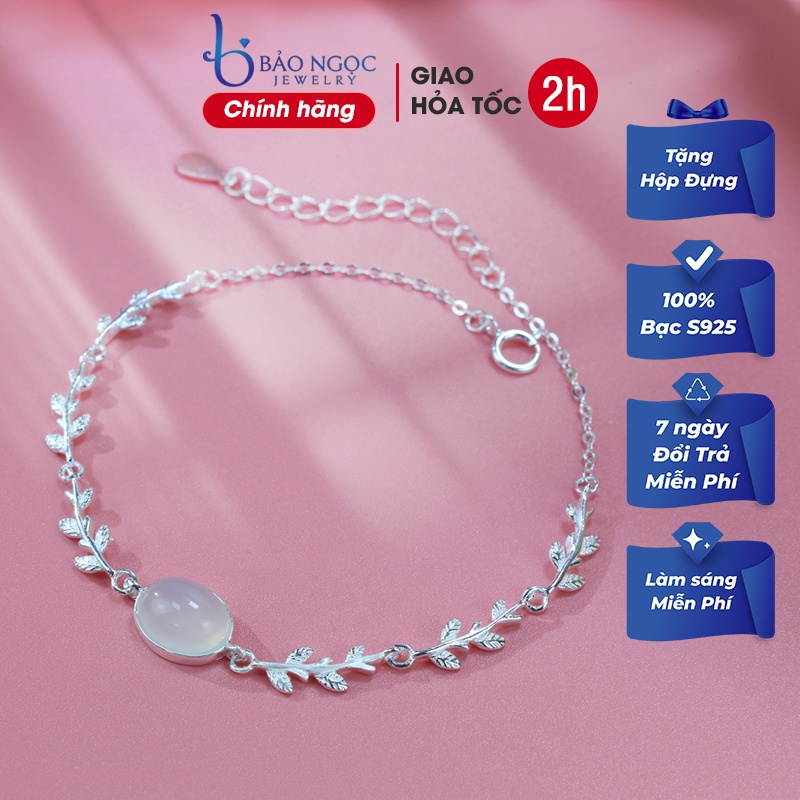 BẢO NGỌC
JEWELRY
Chính hãng
GIAO
HỎA TỐC
2h
Tặng
Hộp Đựng
100%
Bạc S925
7 ngày
Đổi Trả
Miễn Phí
Làm sáng
Miễn Phí